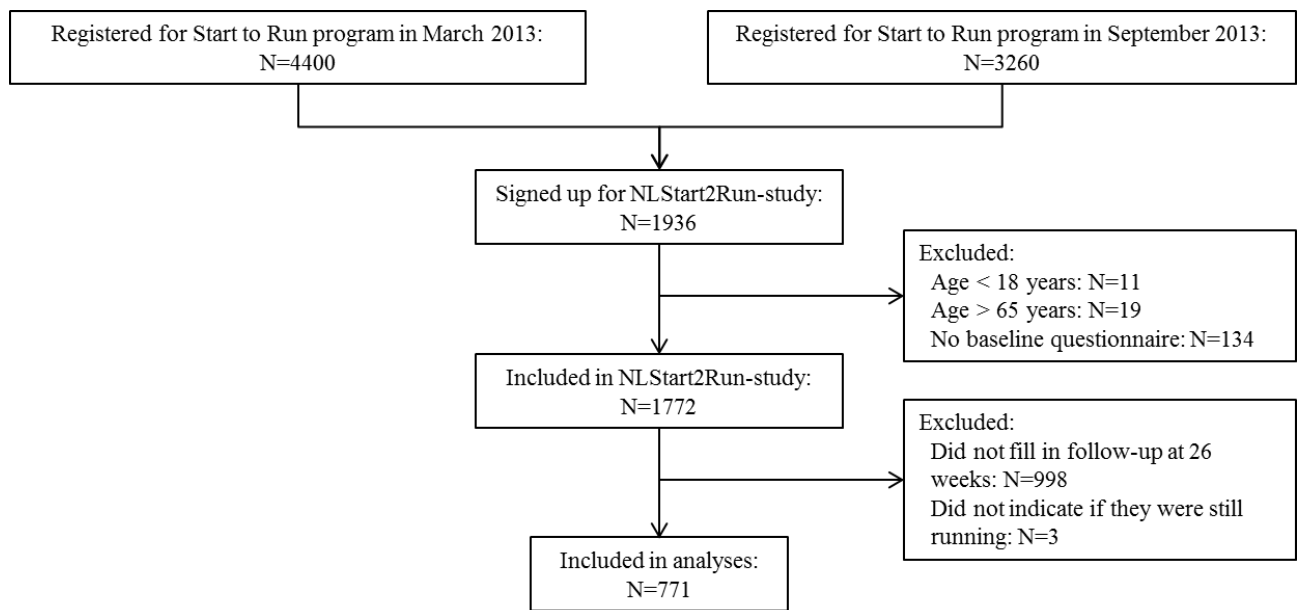 Registered for Start to Run program in March 2013:
N=4400
Registered for Start to Run program in September 2013:
N=3260
Signed up for NLStart2Run-study:
N=1936
Excluded:
Age < 18 years: N=11
Age > 65 years: N=19
No baseline questionnaire: N=134
Included in NLStart2Run-study:
N=1772
Excluded:
Did not fill in follow-up at 26
weeks: N=998
Did not indicate if they were still
running: N=3
Included in analyses:
N=771